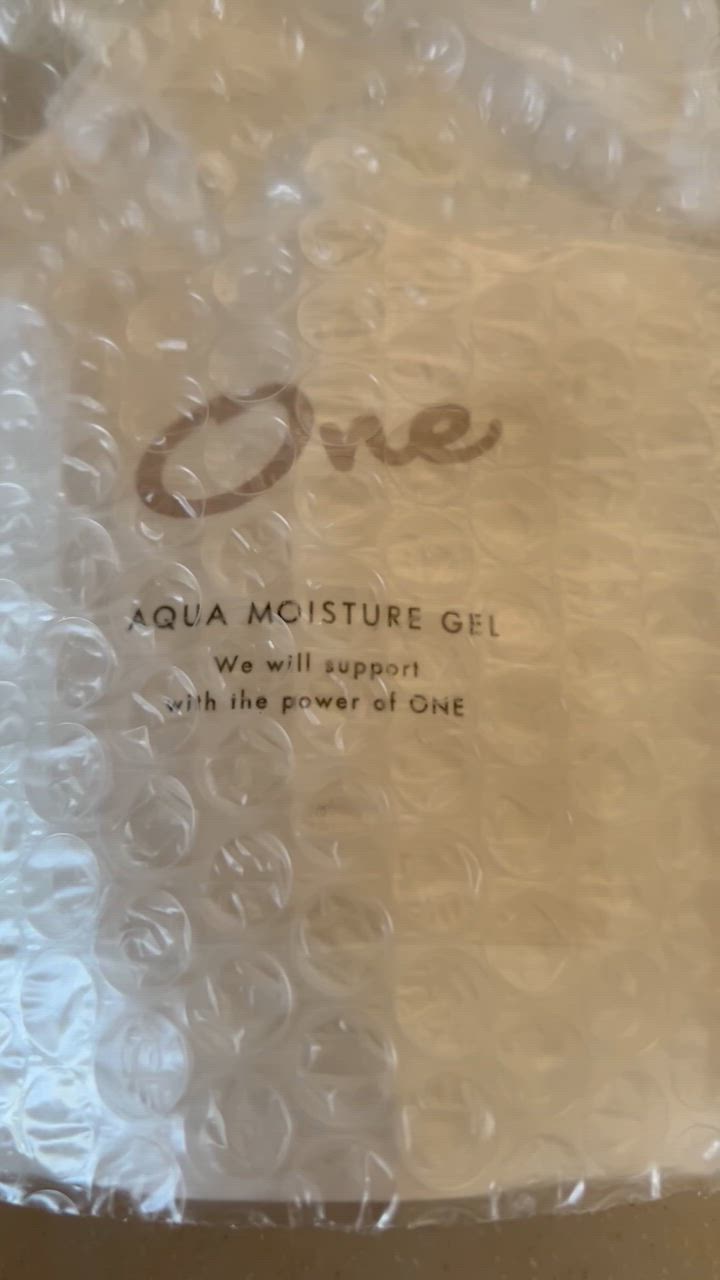 One
AQUA MOISTURE GEL
We will support
with the power of ONE